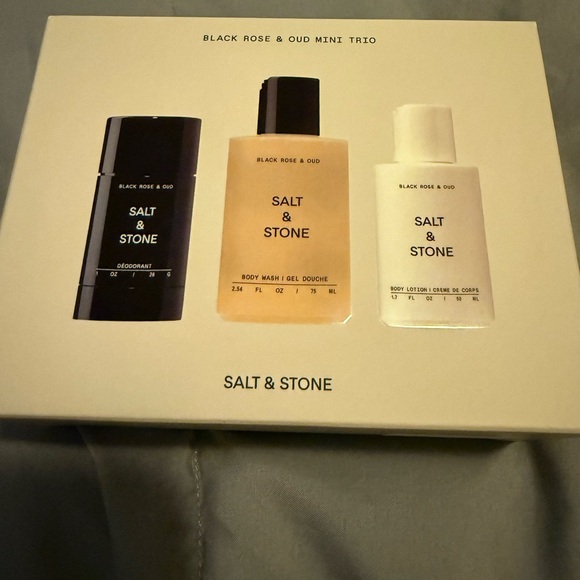 BLACK ROSE & OUD MINI TRIO
BLACK ROSE & OUD
SALT
&
STONE
DÉODORANT
1 OZ / 28 G
BLACK ROSE & OUD
SALT
&
STONE
BODY WASH | GEL DOUCHE
2.54 FL OZ / 75 ML
BLACK ROSE & OUD
SALT
&
STONE
BODY LOTION | CRÈME DE CORPS
1.7 FL OZ / 50 ML
SALT & STONE